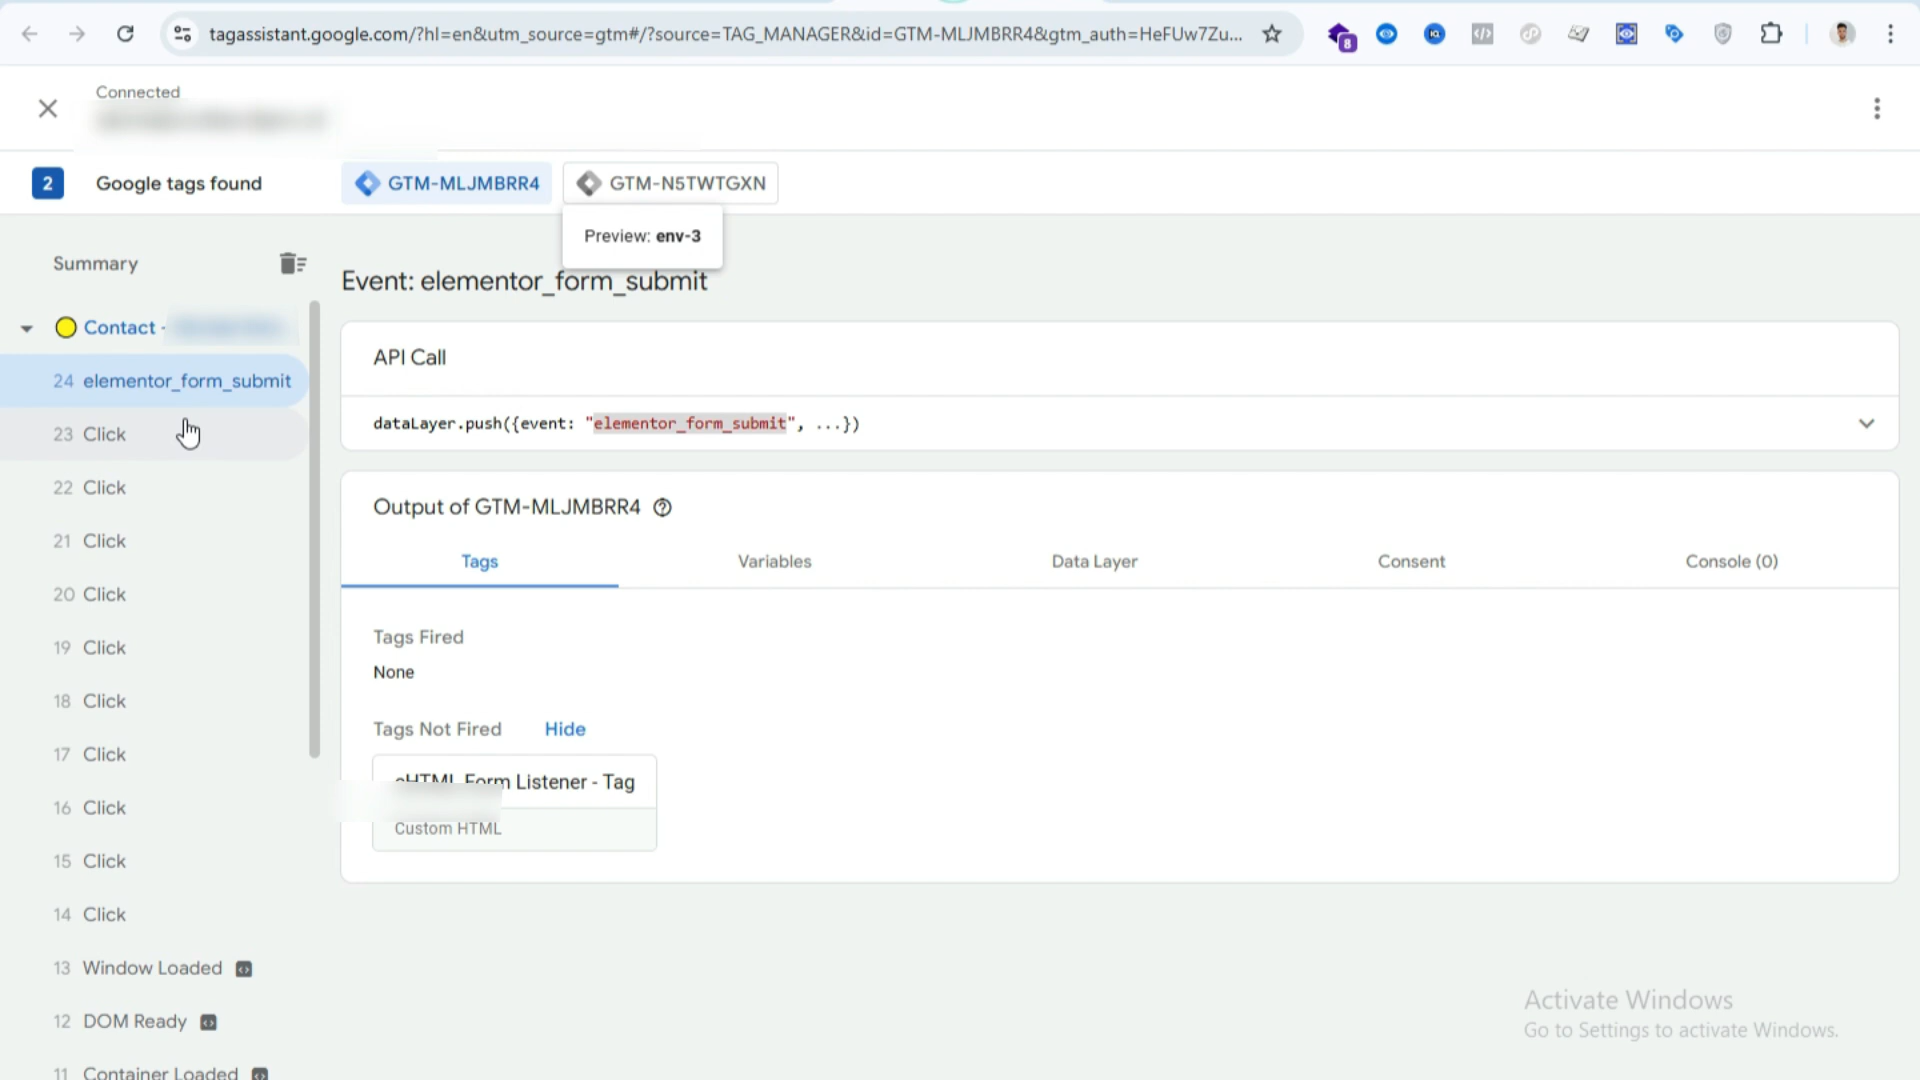 tagassistant.google.com/?hl=en&utm_source=gtm#/?source=TAG_MANAGER&id=GTM-MLJMBRR4&gtm_auth=HeFUw7Zu...
8
Connected
2 Google tags found GTM-MLJMBRR4 GTM-N5TWTGXN
Preview: env-3
Summary
Event: elementor_form_submit
Contact -
24 elementor_form_submit
23 Click
22 Click
21 Click
20 Click
19 Click
18 Click
17 Click
16 Click
15 Click
14 Click
13 Window Loaded
12 DOM Ready
11 Container Loaded
API Call
dataLayer.push({event: "elementor_form_submit", ...})
Output of GTM-MLJMBRR4
Tags Variables Data Layer Consent Console (0)
Tags Fired
None
Tags Not Fired Hide
Form Listener - Tag
Custom HTML
Activate Windows
Go to Settings to activate Windows.